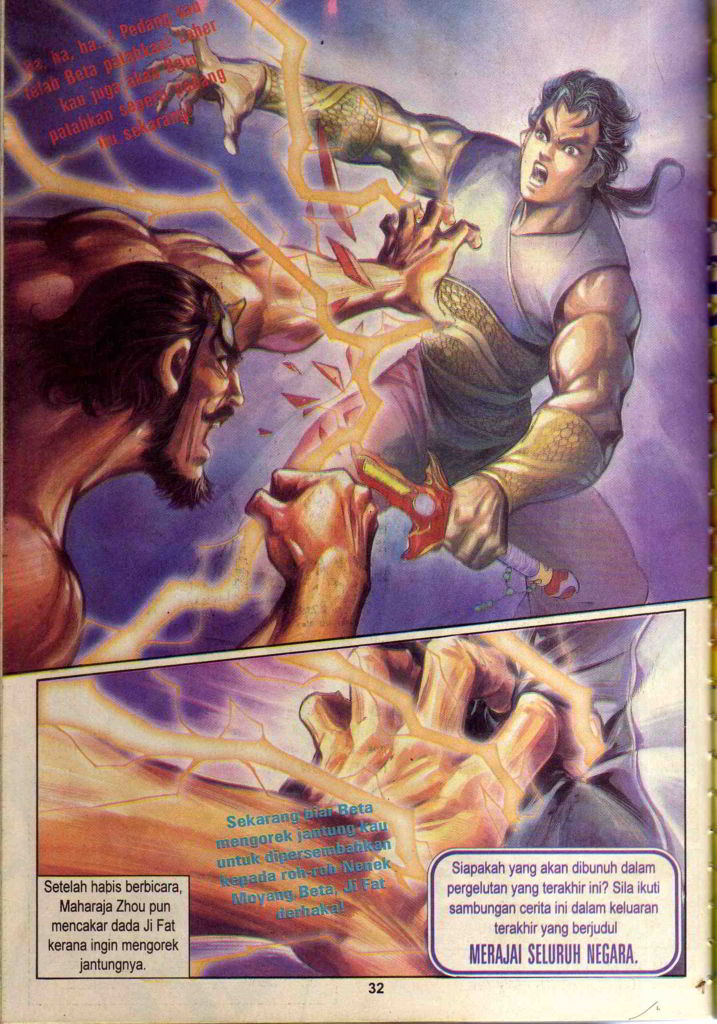 Ha, ha, ha...! Pedang kau
telah Beta patahkan! Leher
kau juga akan Beta
patahkan seperti pedang
ini sekarang!
Sekarang biar Beta
mengorek jantung kau
untuk dipersembahkan
kepada roh-roh Nenek
Moyang Beta, Ji Fat
derhaka!
Setelah habis berbicara,
Maharaja Zhou pun
mencakar dada Ji Fat
kerana ingin mengorek
jantungnya.
Siapakah yang akan dibunuh dalam
pergelutan yang terakhir ini? Sila ikuti
sambungan cerita ini dalam keluaran
terakhir yang berjudul
MERAJAI SELURUH NEGARA.
32